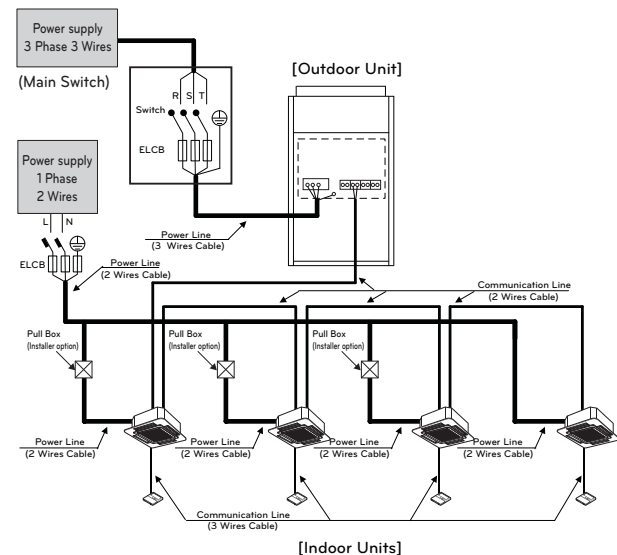 Power supply
3 Phase 3 Wires
(Main Switch)
[Outdoor Unit]
R S T
Switch
ELCB
Power supply
1 Phase
2 Wires
L N
ELCB
Power Line
(3 Wires Cable)
Power Line
(2 Wires Cable)
Communication Line
(2 Wires Cable)
Pull Box
(Installer option)
Pull Box
(Installer option)
Pull Box
(Installer option)
Power Line
(2 Wires Cable)
Power Line
(2 Wires Cable)
Power Line
(2 Wires Cable)
Power Line
(2 Wires Cable)
Communication Line
(3 Wires Cable)
[Indoor Units]